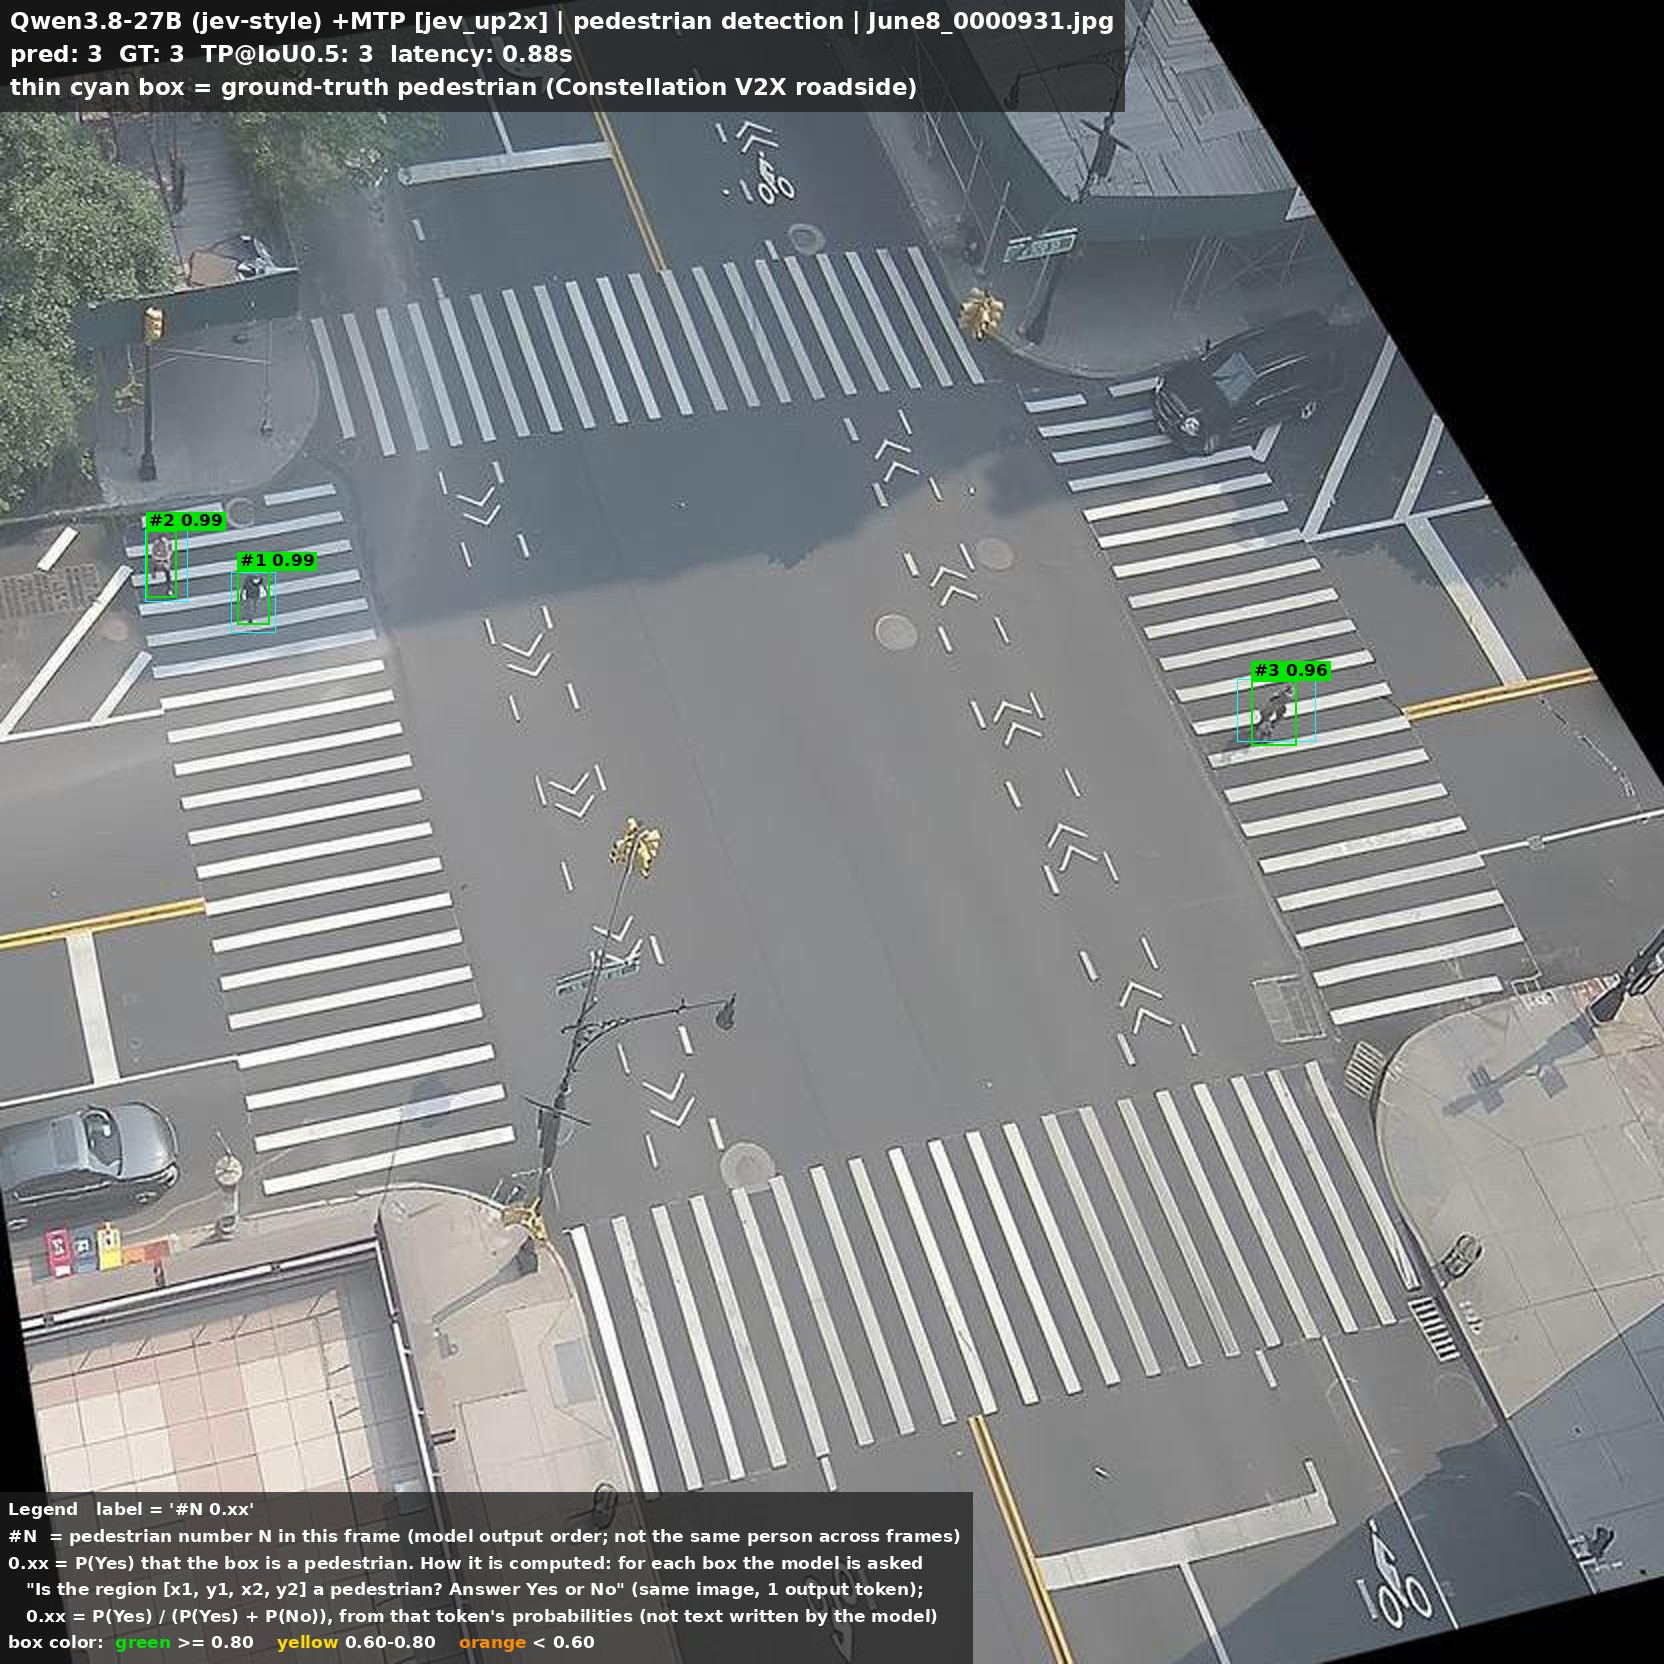 Qwen3.8-27B (jev-style) +MTP [jev_up2x] | pedestrian detection | June8_0000931.jpg
pred: 3  GT: 3  TP@IoU0.5: 3  latency: 0.88s
thin cyan box = ground-truth pedestrian (Constellation V2X roadside)
#2 0.99
#1 0.99
#3 0.96
Legend   label = '#N 0.xx'
#N  = pedestrian number N in this frame (model output order; not the same person across frames)
0.xx = P(Yes) that the box is a pedestrian. How it is computed: for each box the model is asked
"Is the region [x1, y1, x2, y2] a pedestrian? Answer Yes or No" (same image, 1 output token);
0.xx = P(Yes) / (P(Yes) + P(No)), from that token's probabilities (not text written by the model)
box color:  green >= 0.80    yellow 0.60-0.80    orange < 0.60